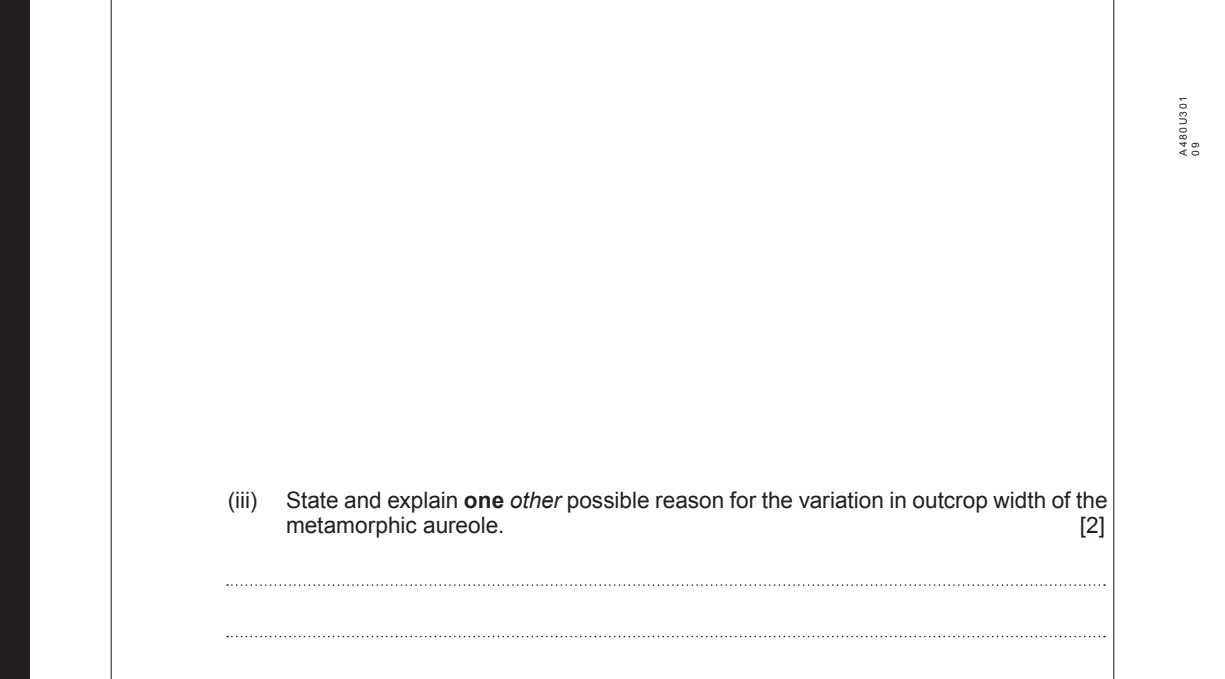 A480U301
09
(iii) State and explain one other possible reason for the variation in outcrop width of the
metamorphic aureole. [2]